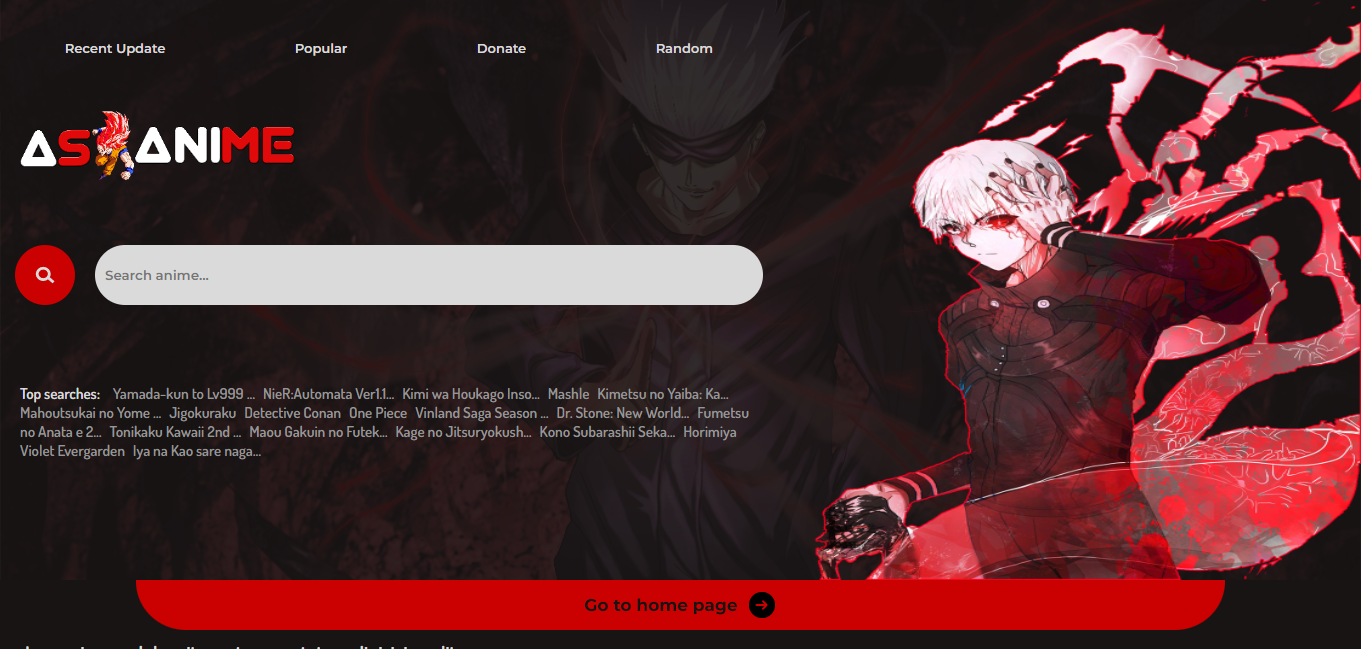 Recent Update Popular Donate Random
ASKANIME
Search anime...
Top searches: Yamada-kun to Lv999 ... NieR:Automata Ver1.1... Kimi wa Houkago Inso... Mashle Kimetsu no Yaiba: Ka...
Mahoutsukai no Yome ... Jigokuraku Detective Conan One Piece Vinland Saga Season ... Dr. Stone: New World... Fumetsu
no Anata e 2... Tonikaku Kawaii 2nd ... Maou Gakuin no Futek... Kage no Jitsuryokush... Kono Subarashii Seka... Horimiya
Violet Evergarden Iya na Kao sare naga...
Go to home page